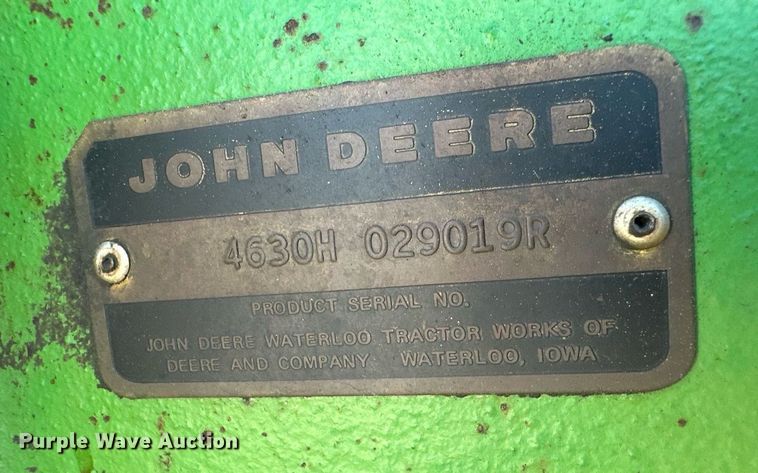 JOHN DEERE
4630H 029019R
PRODUCT SERIAL NO.
JOHN DEERE WATERLOO TRACTOR WORKS OF
DEERE AND COMPANY WATERLOO, IOWA
Purple Wave Auction